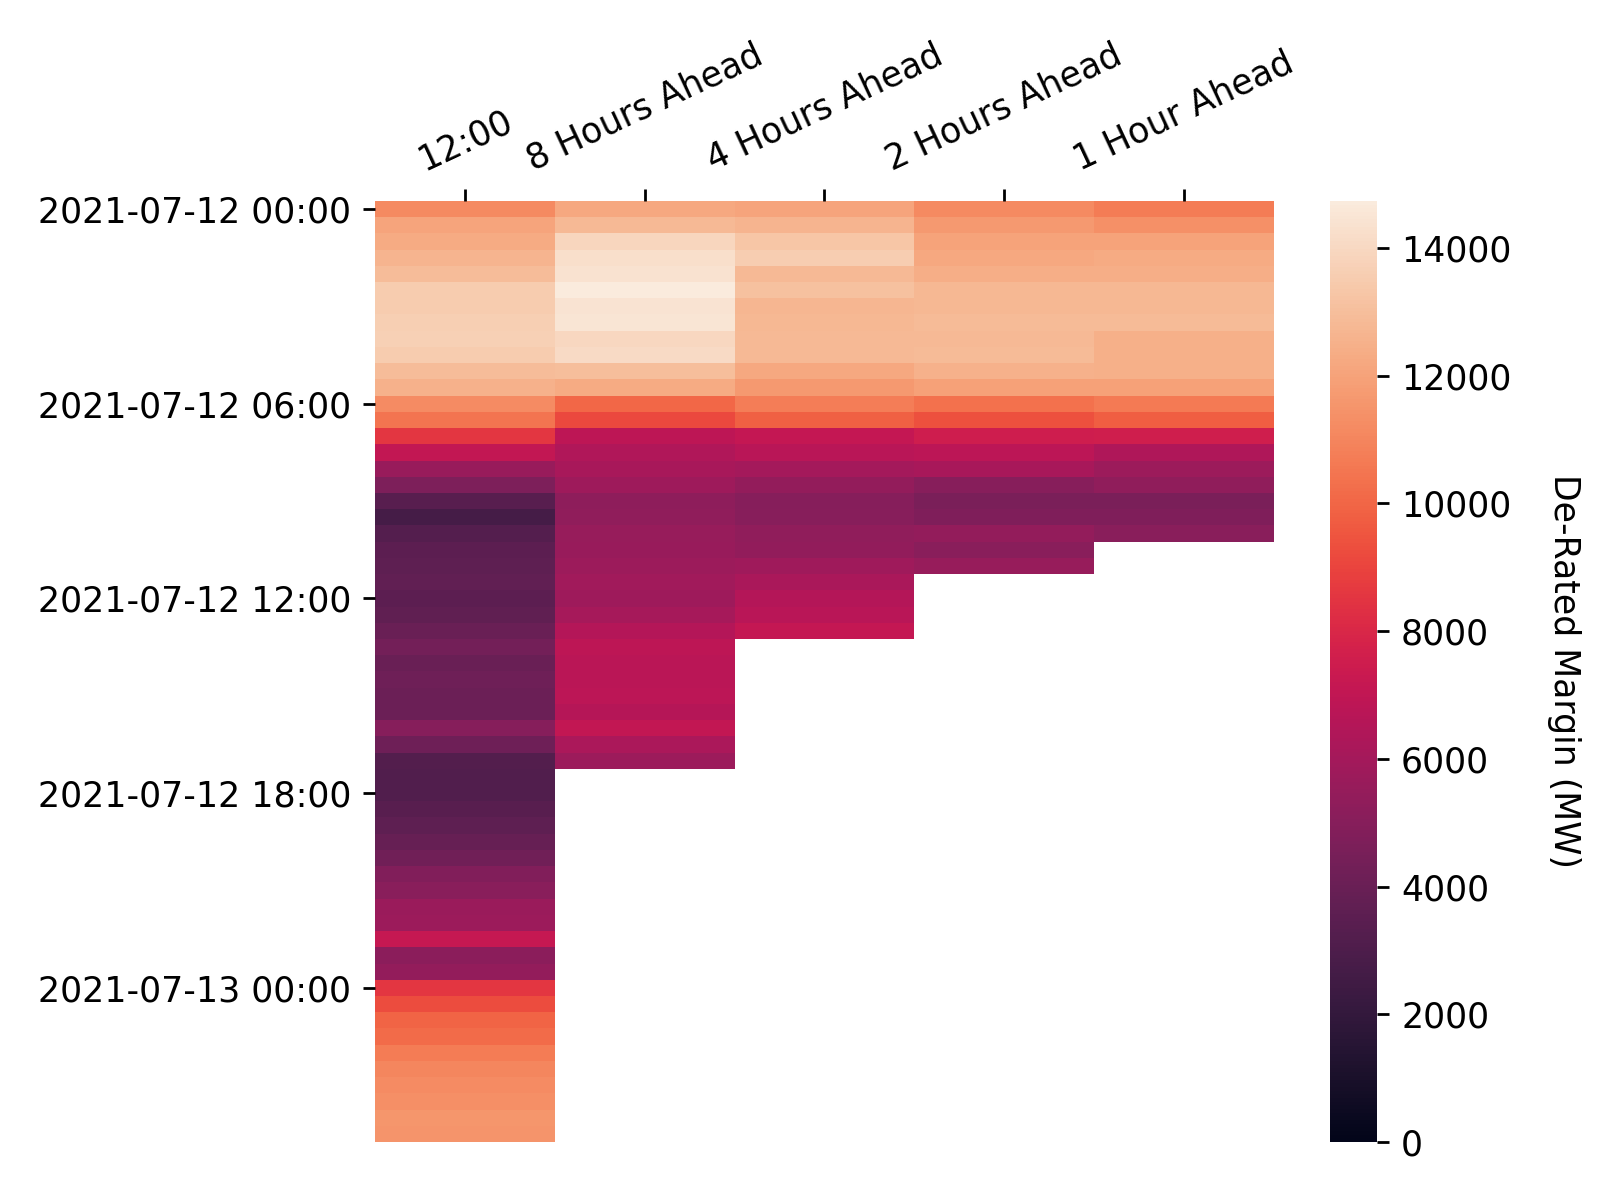 12:00
8 Hours Ahead
4 Hours Ahead
2 Hours Ahead
1 Hour Ahead
2021-07-12 00:00
2021-07-12 06:00
2021-07-12 12:00
2021-07-12 18:00
2021-07-13 00:00
14000
12000
10000
8000
6000
4000
2000
0
De-Rated Margin (MW)